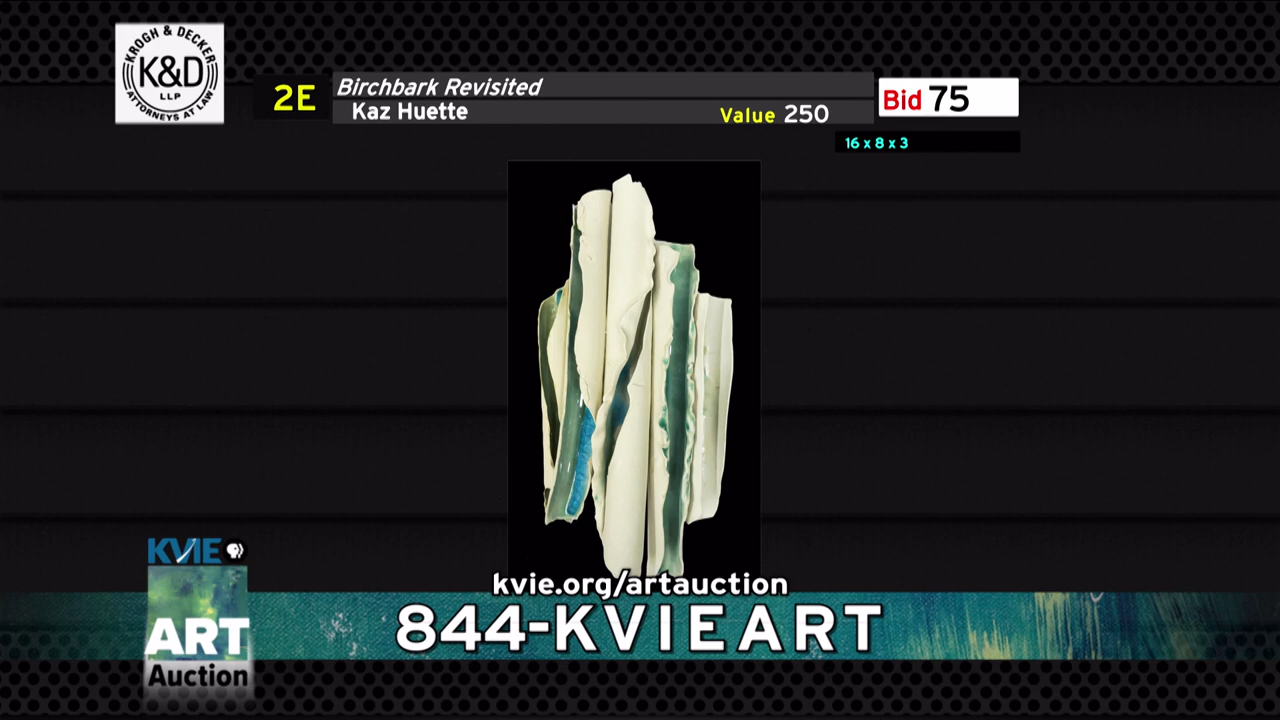 KROGH & DECKER
K&D
LLP
ATTORNEYS AT LAW
2E
Birchbark Revisited
Kaz Huette
Value 250
Bid 75
16 x 8 x 3
kvie.org/artauction
844-KVIEART
KVIE
ART
Auction